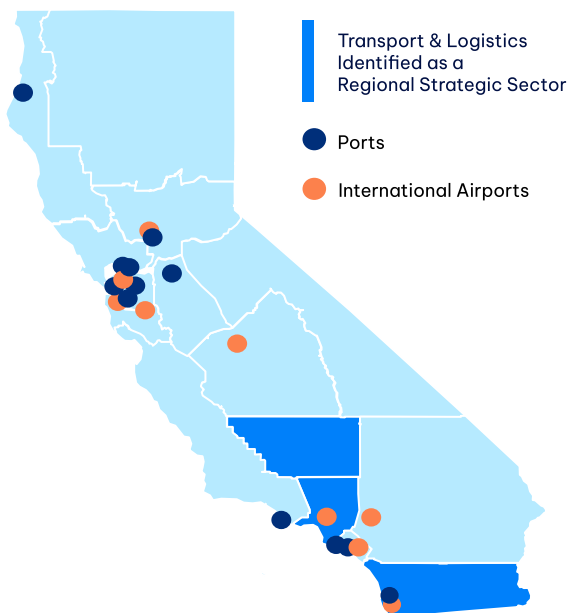 Transport & Logistics
Identified as a
Regional Strategic Sector
Ports
International Airports